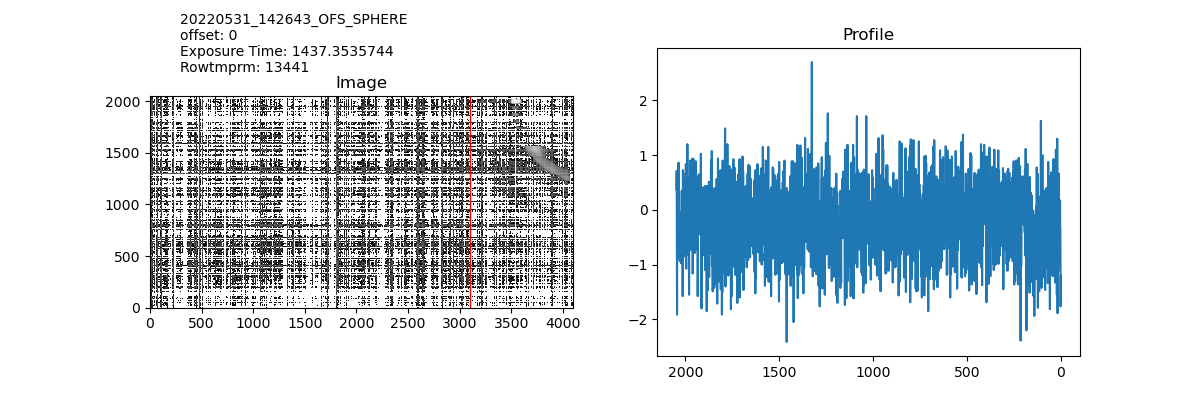 20220531_142643_OFS_SPHERE
offset: 0
Exposure Time: 1437.3535744
Rowtmprm: 13441
Image
2000
1500
1000
500
0
0 500 1000 1500 2000 2500 3000 3500 4000
Profile
2
1
0
−1
−2
2000 1500 1000 500 0